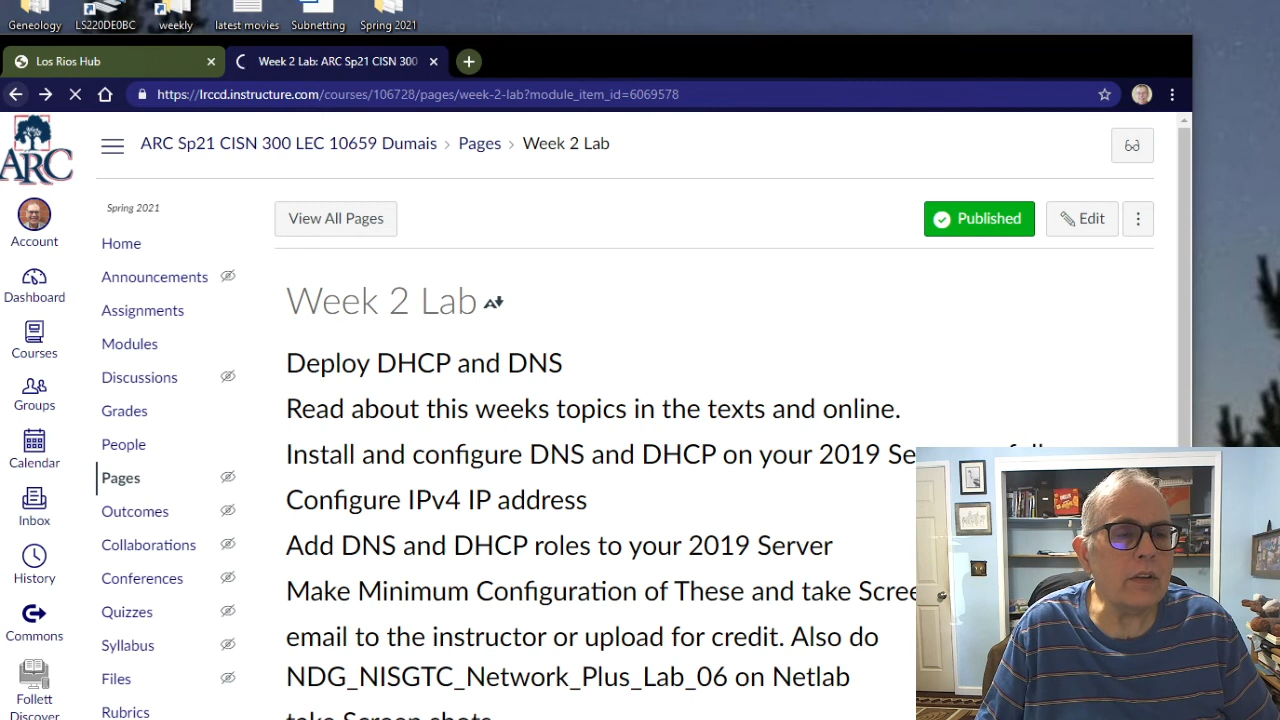 Geneology
LS220DE0BC
weekly
latest movies
Subnetting
Spring 2021
Los Rios Hub
Week 2 Lab: ARC Sp21 CISN 300
https://lrccd.instructure.com/courses/106728/pages/week-2-lab?module_item_id=6069578
ARC
ARC Sp21 CISN 300 LEC 10659 Dumais › Pages › Week 2 Lab
Account
Dashboard
Courses
Groups
Calendar
Inbox
History
Commons
Follett
Discover
Spring 2021
Home
Announcements
Assignments
Modules
Discussions
Grades
People
Pages
Outcomes
Collaborations
Conferences
Quizzes
Syllabus
Files
Rubrics
View All Pages
Published
Edit
Week 2 Lab
Deploy DHCP and DNS
Read about this weeks topics in the texts and online.
Install and configure DNS and DHCP on your 2019
Configure IPv4 IP address
Add DNS and DHCP roles to your 2019 Server
Make Minimum Configuration of These and take
email to the instructor or upload for credit. Also do
NDG_NISGTC_Network_Plus_Lab_06 on Netlab
take Screen shots